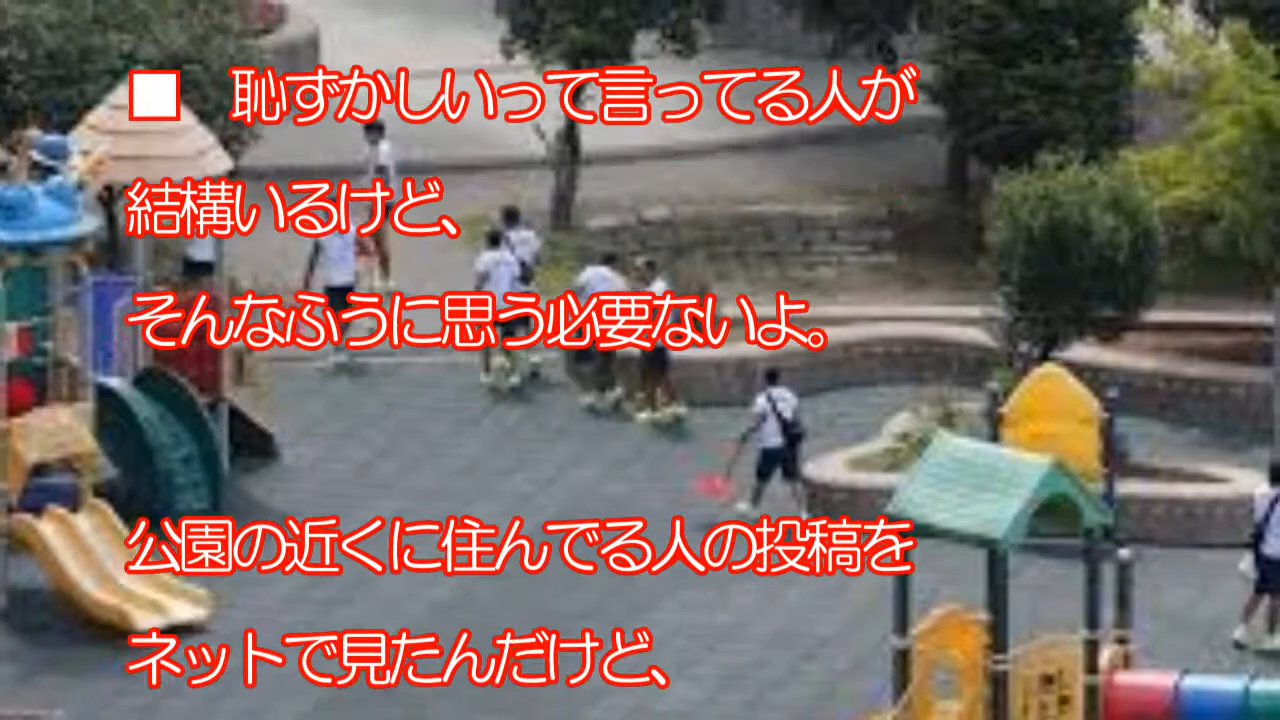 ■　恥ずかしいって言ってる人が
結構いるけど、
そんなふうに思う必要ないよ。
公園の近くに住んでる人の投稿を
ネットで見たんだけど、